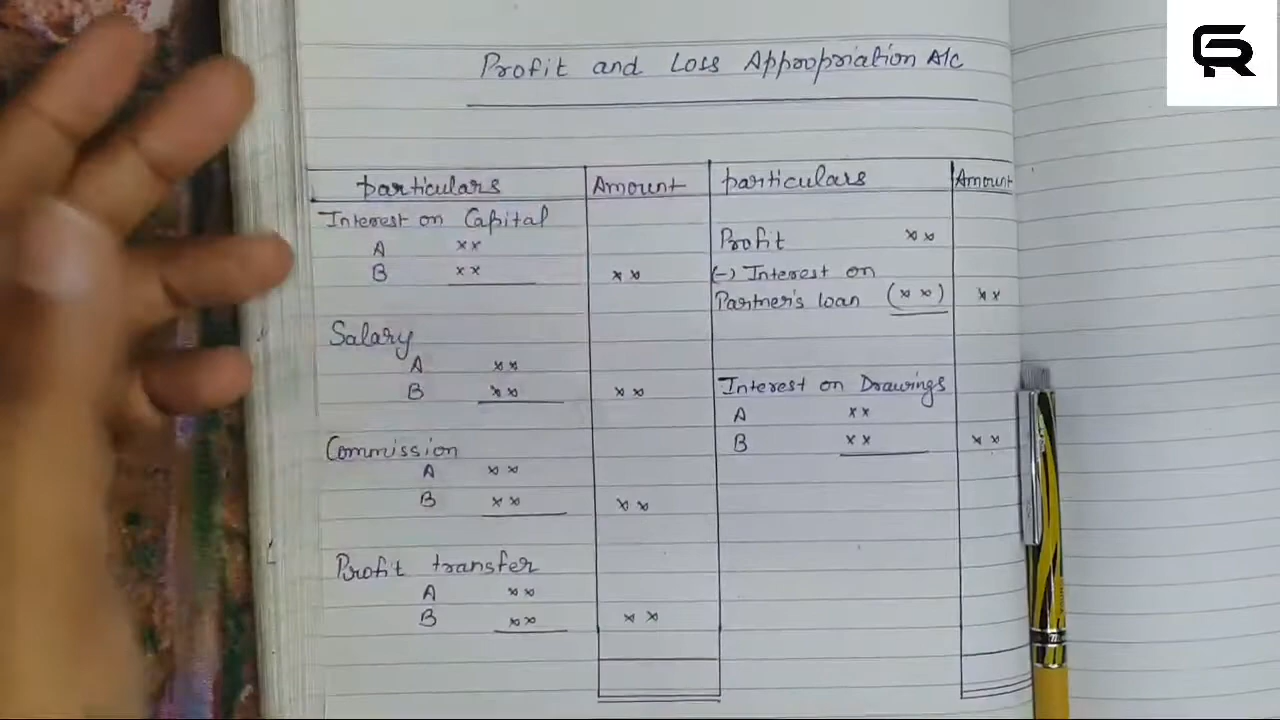 Profit and Loss Appropriation A/c
particulars Amount particulars Amount
Interest on Capital
A xx
B xx xx
Salary
A xx
B xx xx
Commission
A xx
B xx xx
Profit transfer
A xx
B xx xx
Profit xx
(-) Interest on
Partner's loan (xx) xx
Interest on Drawings
A xx
B xx xx